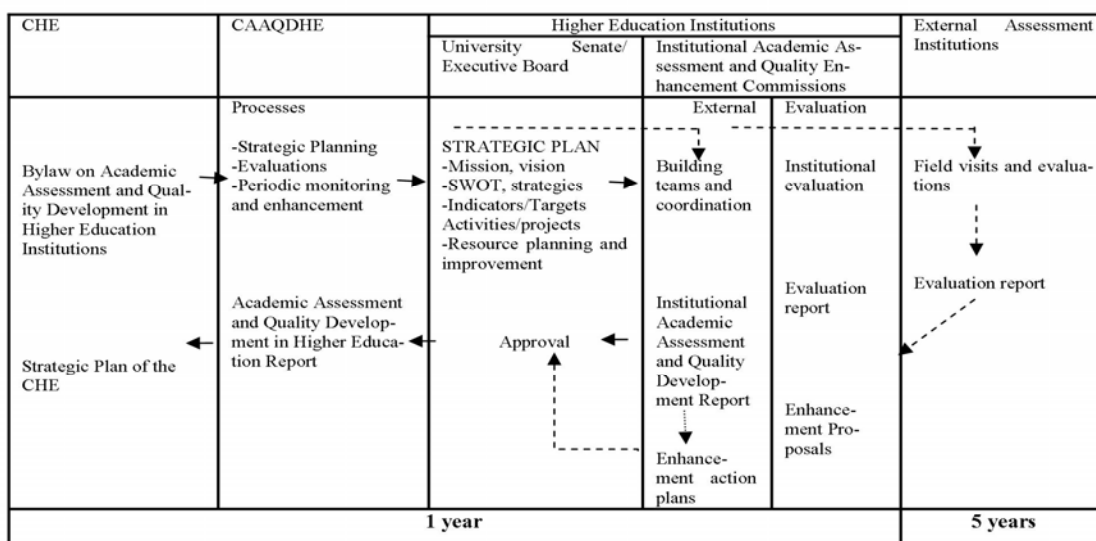 CHE
CAAQDHE
Higher Education Institutions
University Senate/
Executive Board
Institutional Academic As-
sessment and Quality En-
hancement Commissions
External Assessment
Institutions
Bylaw on Academic
Assessment and Qual-
ity Development in
Higher Education
Institutions
Strategic Plan of the
CHE
Processes
-Strategic Planning
-Evaluations
-Periodic monitoring
and enhancement
Academic Assessment
and Quality Develop-
ment in Higher Educa-
tion Report
STRATEGIC PLAN
-Mission, vision
-SWOT, strategies
-Indicators/Targets
Activities/projects
-Resource planning and
improvement
Approval
External
Building
teams and
coordination
Institutional
Academic
Assessment
and Quality
Develop-
ment Report
Enhance-
ment action
plans
Evaluation
Institutional
evaluation
Evaluation
report
Enhance-
ment Pro-
posals
Field visits and evalua-
tions
Evaluation report
1 year
5 years